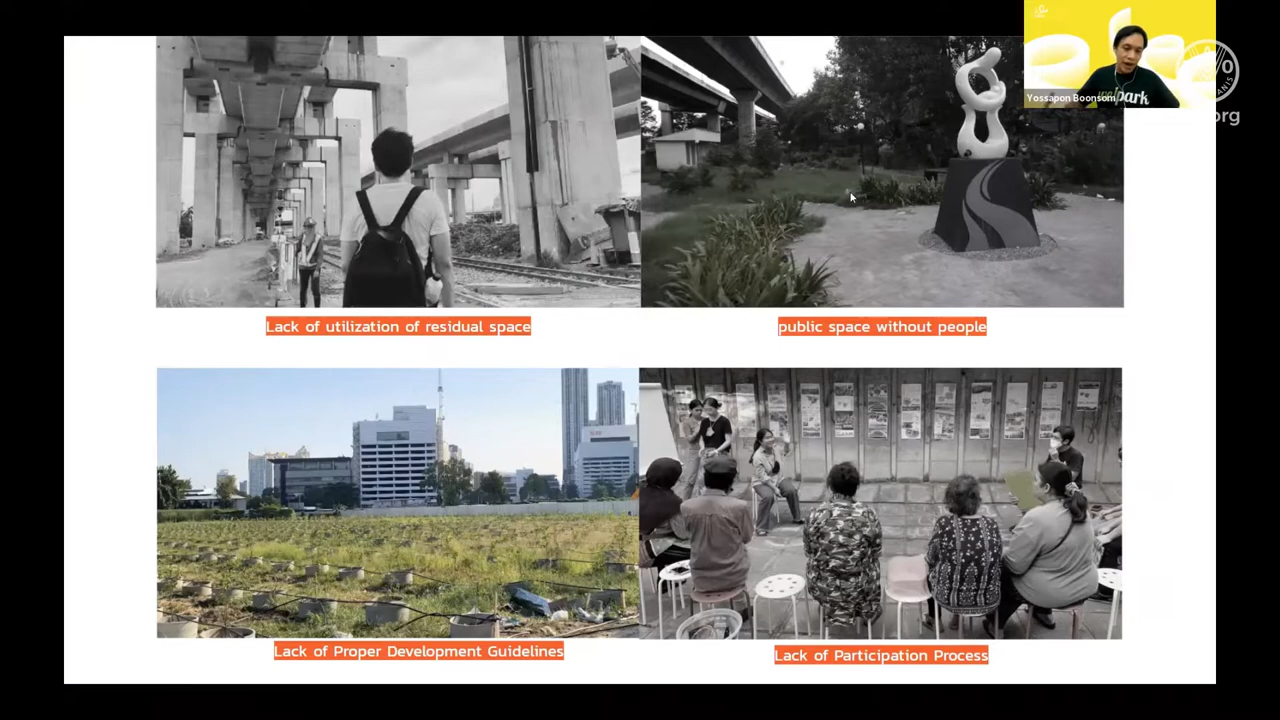 Yossapon Boonsom
park
.org
Lack of utilization of residual space
public space without people
Lack of Proper Development Guidelines
Lack of Participation Process